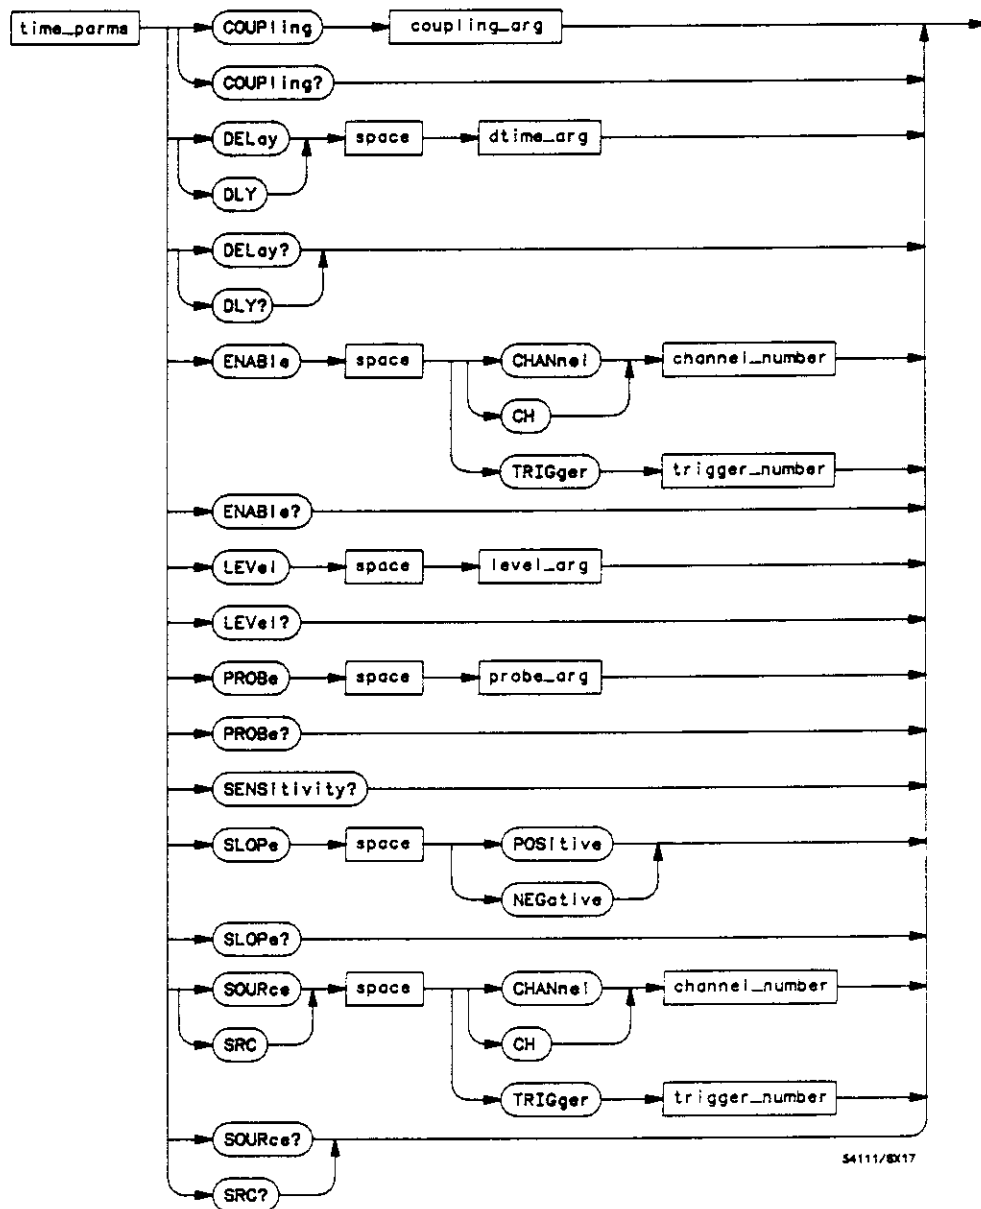 time_parms COUPling coupling_arg
COUPling?
DELay space dtime_arg
DLY
DELay?
DLY?
ENABle space CHANnel channel_number
CH
TRIGger trigger_number
ENABle?
LEVel space level_arg
LEVel?
PROBe space probe_arg
PROBe?
SENSitivity?
SLOPe space POSitive
NEGative
SLOPe?
SOURce space CHANnel channel_number
SRC CH
TRIGger trigger_number
SOURce?
54111/SX17
SRC?